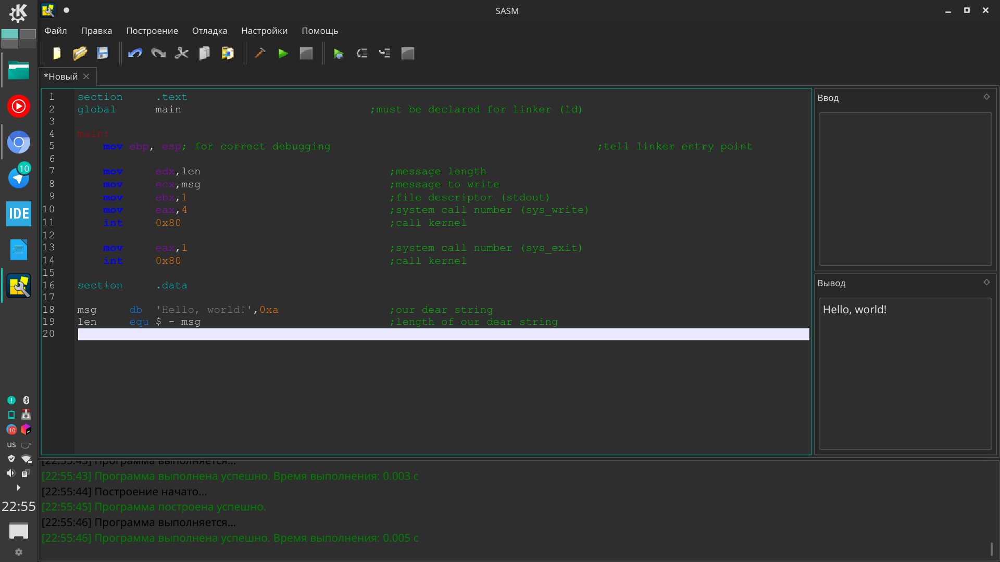 SASM
Файл Правка Построение Отладка Настройки Помощь
*Новый
1 section .text
2 global main ;must be declared for linker (ld)
3
4 main:
5 mov ebp, esp; for correct debugging ;tell linker entry point
6
7 mov edx,len ;message length
8 mov ecx,msg ;message to write
9 mov ebx,1 ;file descriptor (stdout)
10 mov eax,4 ;system call number (sys_write)
11 int 0x80 ;call kernel
12
13 mov eax,1 ;system call number (sys_exit)
14 int 0x80 ;call kernel
15
16 section .data
17
18 msg db 'Hello, world!',0xa ;our dear string
19 len equ $ - msg ;length of our dear string
20
Ввод
Вывод
Hello, world!
[22:55:43] Программа выполняется...
[22:55:43] Программа выполнена успешно. Время выполнения: 0.003 с
[22:55:44] Построение начато...
[22:55:45] Программа построена успешно.
[22:55:46] Программа выполняется...
[22:55:46] Программа выполнена успешно. Время выполнения: 0.005 с
10
IDE
10
us
22:55